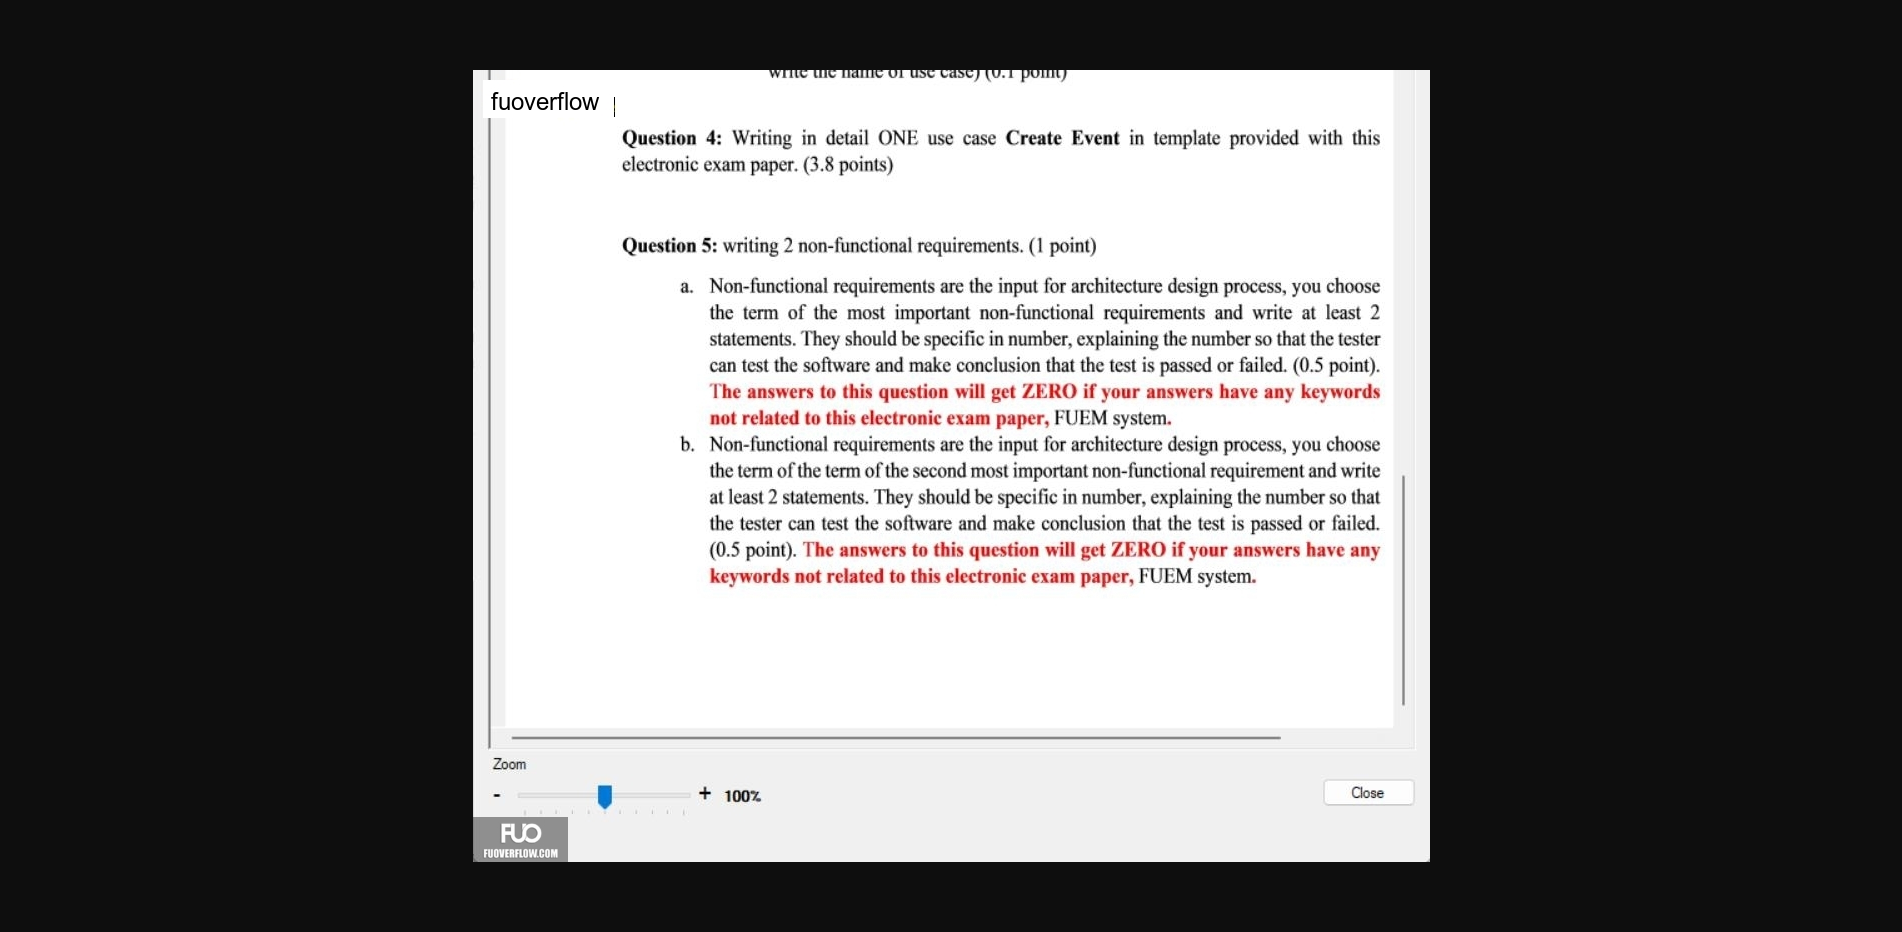 write the name of use case) (0.1 point)
fuoverflow
Question 4: Writing in detail ONE use case Create Event in template provided with this
electronic exam paper. (3.8 points)
Question 5: writing 2 non-functional requirements. (1 point)
a. Non-functional requirements are the input for architecture design process, you choose
the term of the most important non-functional requirements and write at least 2
statements. They should be specific in number, explaining the number so that the tester
can test the software and make conclusion that the test is passed or failed. (0.5 point).
The answers to this question will get ZERO if your answers have any keywords
not related to this electronic exam paper, FUEM system.
b. Non-functional requirements are the input for architecture design process, you choose
the term of the term of the second most important non-functional requirement and write
at least 2 statements. They should be specific in number, explaining the number so that
the tester can test the software and make conclusion that the test is passed or failed.
(0.5 point). The answers to this question will get ZERO if your answers have any
keywords not related to this electronic exam paper, FUEM system.
Zoom
- + 100%
Close
FUO
FUOVERFLOW.COM